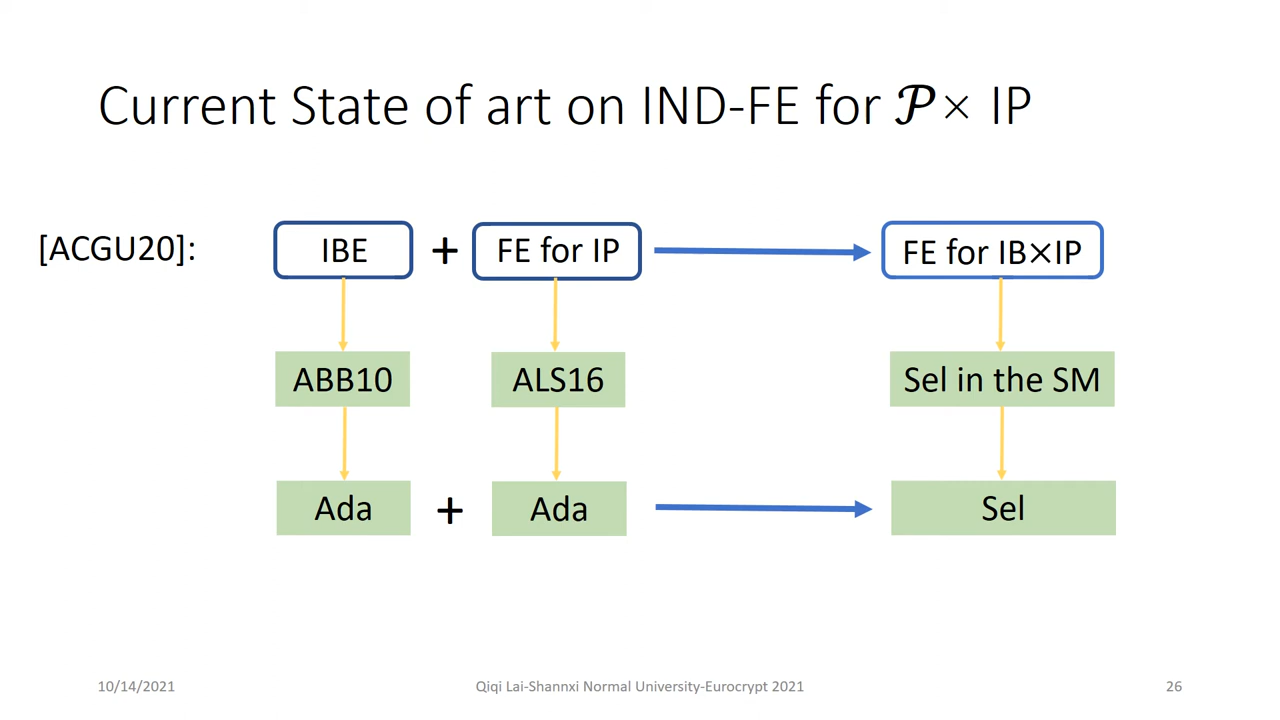 Current State of art on IND-FE for 𝓟× IP
[ACGU20]: IBE + FE for IP FE for IB×IP
ABB10 ALS16 Sel in the SM
Ada + Ada Sel
10/14/2021 Qiqi Lai-Shannxi Normal University-Eurocrypt 2021 26